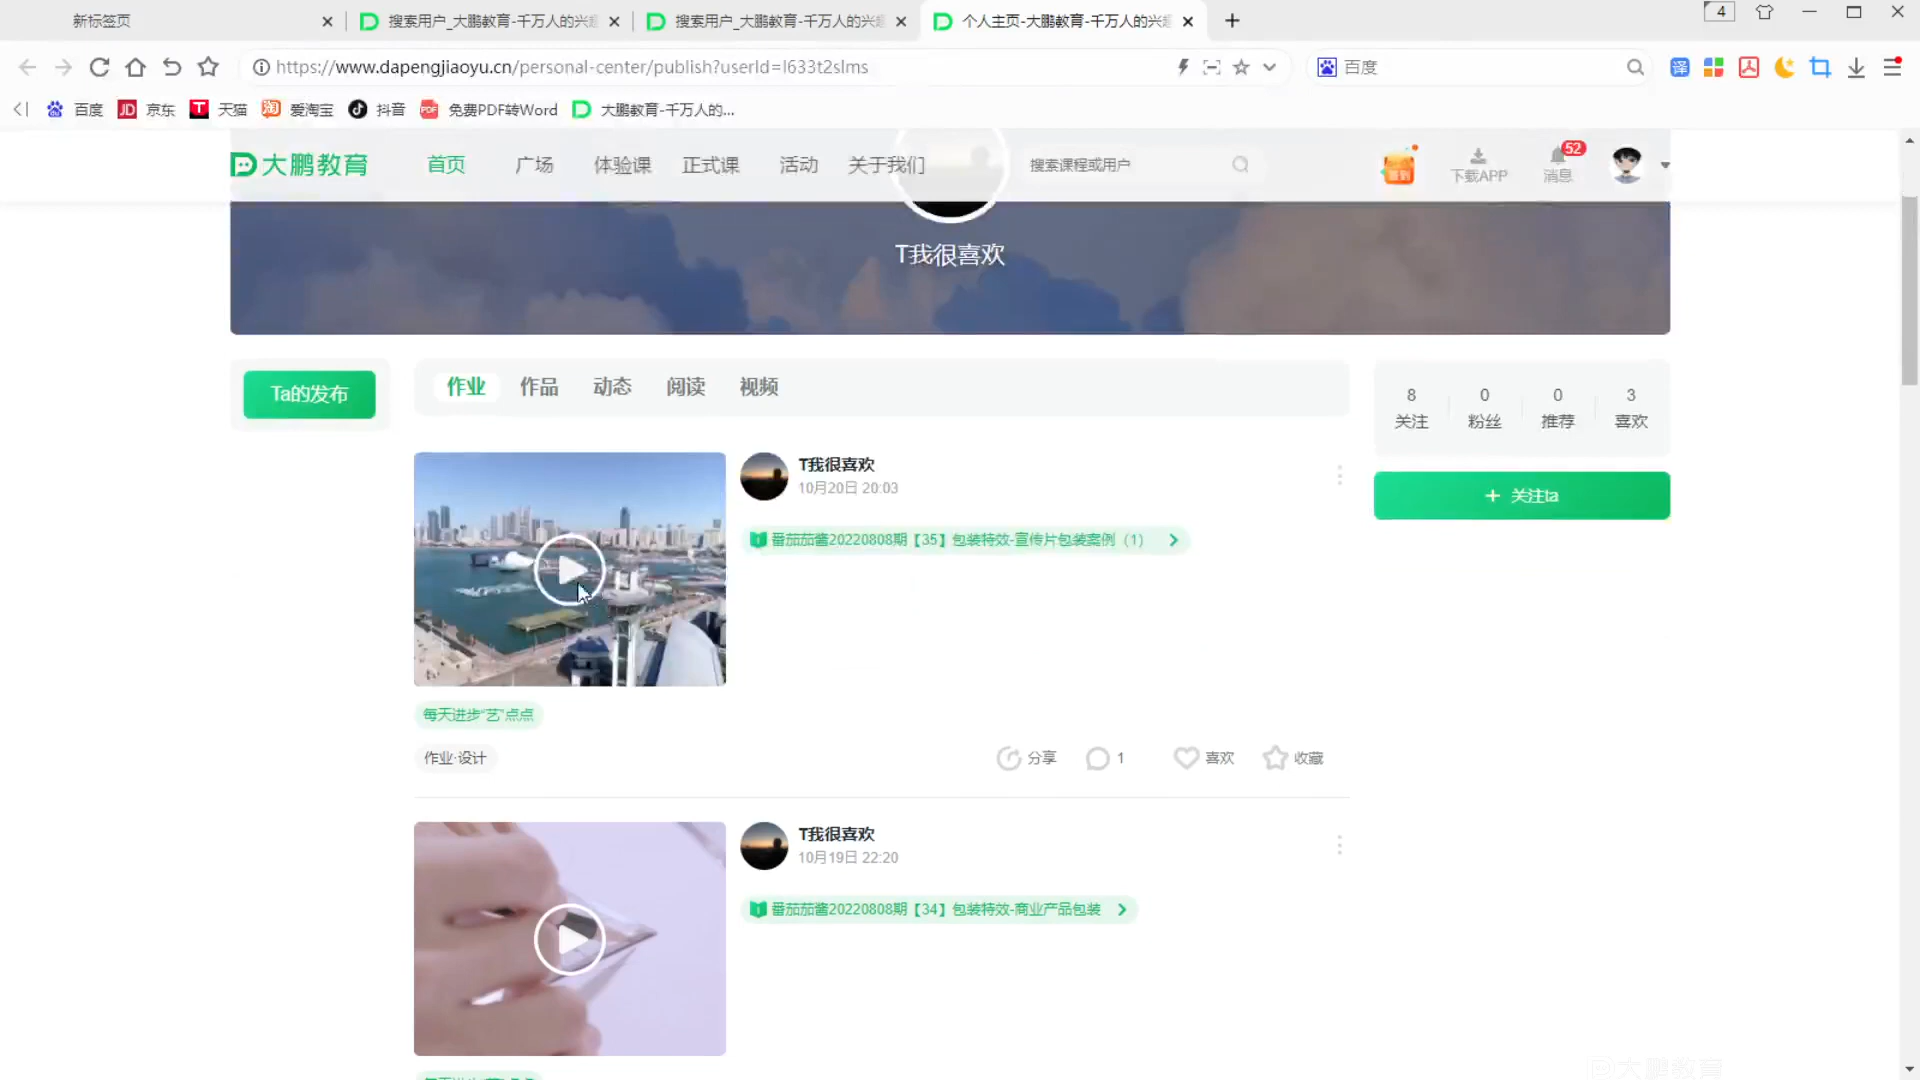 新标签页
搜索用户_大鹏教育-千万人的兴趣
搜索用户_大鹏教育-千万人的兴趣
个人主页-大鹏教育-千万人的兴趣
4
https://www.dapengjiaoyu.cn/personal-center/publish?userId=l633t2slms
百度
百度 京东 天猫 爱淘宝 抖音 免费PDF转Word 大鹏教育-千万人的...
大鹏教育
首页 广场 体验课 正式课 活动 关于我们
搜索课程或用户
签到
下载APP
52
消息
T我很喜欢
Ta的发布
作业 作品 动态 阅读 视频
8 0 0 3
关注 粉丝 推荐 喜欢
+ 关注ta
T我很喜欢
10月20日 20:03
番茄茄酱20220808期【35】包装特效-宣传片包装案例（1）
每天进步“艺”点点
作业·设计
分享 1 喜欢 收藏
T我很喜欢
10月19日 22:20
番茄茄酱20220808期【34】包装特效-商业产品包装
大鹏教育